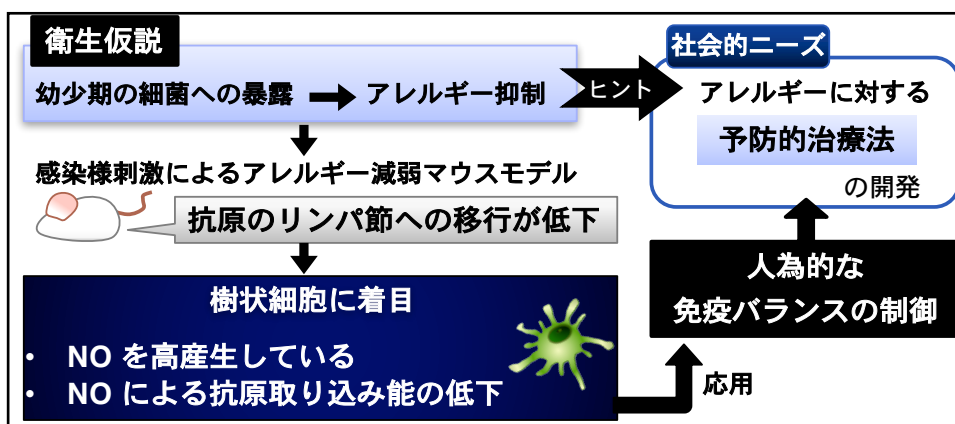 衛生仮説
幼少期の細菌への暴露
アレルギー抑制
ヒント
社会的ニーズ
アレルギーに対する
予防的治療法
の開発
感染様刺激によるアレルギー減弱マウスモデル
抗原のリンパ節への移行が低下
樹状細胞に着目
• NO を高産生している
• NO による抗原取り込み能の低下
応用
人為的な
免疫バランスの制御